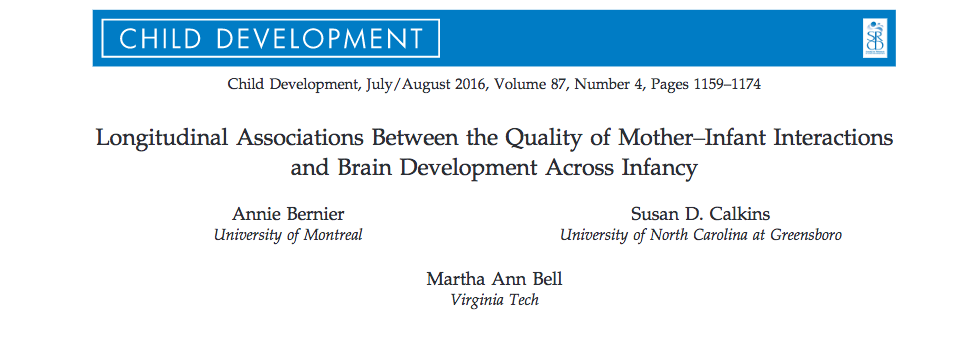 CHILD DEVELOPMENT
SRCD
Child Development, July/August 2016, Volume 87, Number 4, Pages 1159–1174
Longitudinal Associations Between the Quality of Mother–Infant Interactions
and Brain Development Across Infancy
Annie Bernier
University of Montreal
Susan D. Calkins
University of North Carolina at Greensboro
Martha Ann Bell
Virginia Tech